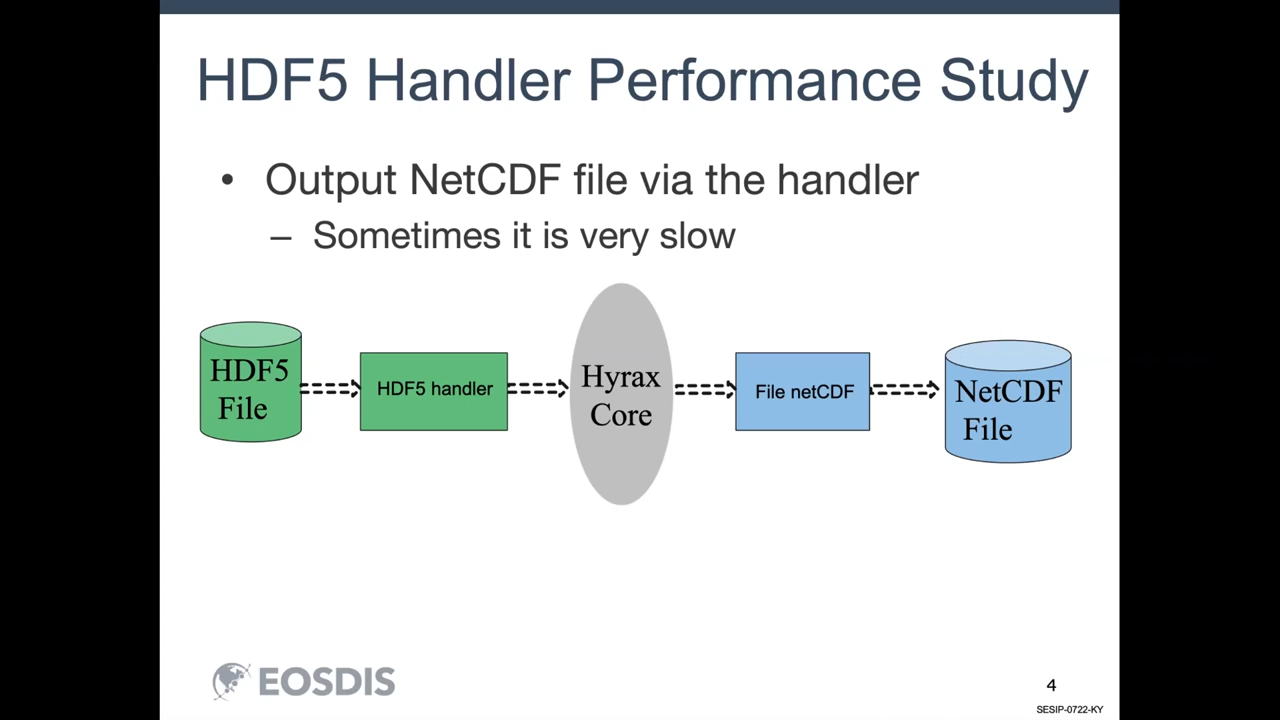 HDF5 Handler Performance Study
• Output NetCDF file via the handler
– Sometimes it is very slow
HDF5
File
HDF5 handler
Hyrax
Core
File netCDF
NetCDF
File
EOSDIS
4
SESIP-0722-KY